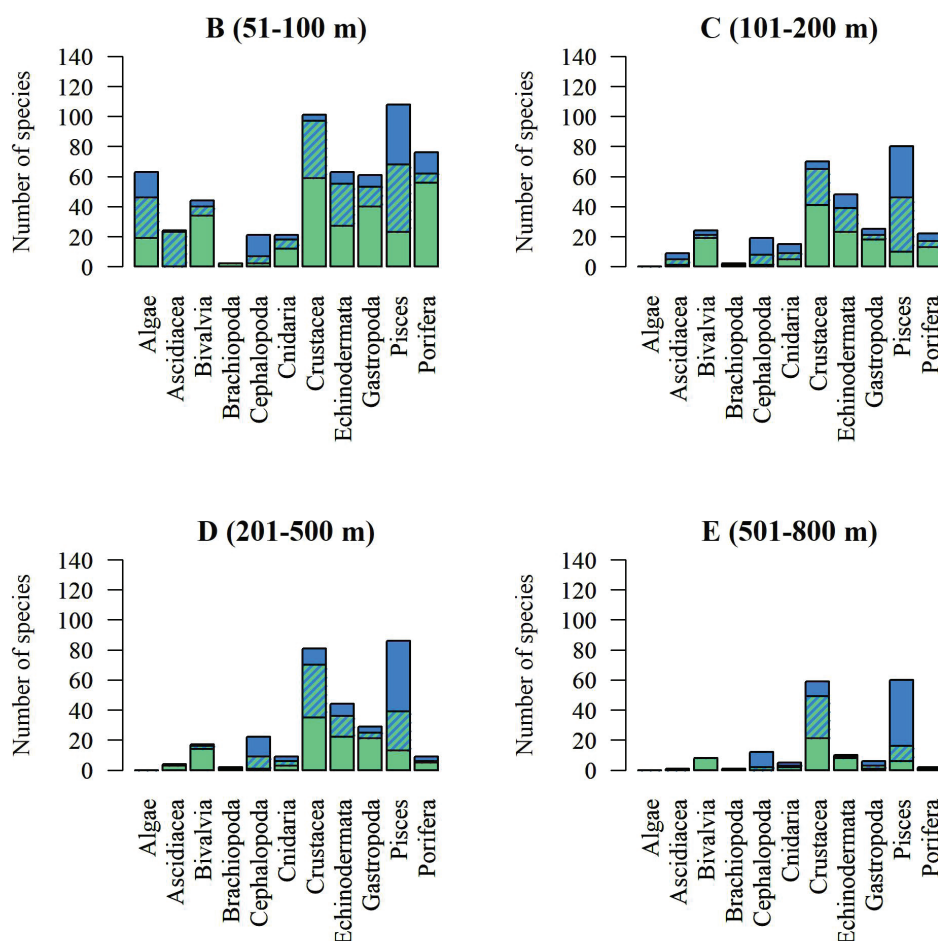 B (51-100 m)
Number of species
140
120
100
80
60
40
20
0
Algae
Ascidiacea
Bivalvia
Brachiopoda
Cephalopoda
Cnidaria
Crustacea
Echinodermata
Gastropoda
Pisces
Porifera
C (101-200 m)
Number of species
140
120
100
80
60
40
20
0
Algae
Ascidiacea
Bivalvia
Brachiopoda
Cephalopoda
Cnidaria
Crustacea
Echinodermata
Gastropoda
Pisces
Porifera
D (201-500 m)
Number of species
140
120
100
80
60
40
20
0
Algae
Ascidiacea
Bivalvia
Brachiopoda
Cephalopoda
Cnidaria
Crustacea
Echinodermata
Gastropoda
Pisces
Porifera
E (501-800 m)
Number of species
140
120
100
80
60
40
20
0
Algae
Ascidiacea
Bivalvia
Brachiopoda
Cephalopoda
Cnidaria
Crustacea
Echinodermata
Gastropoda
Pisces
Porifera